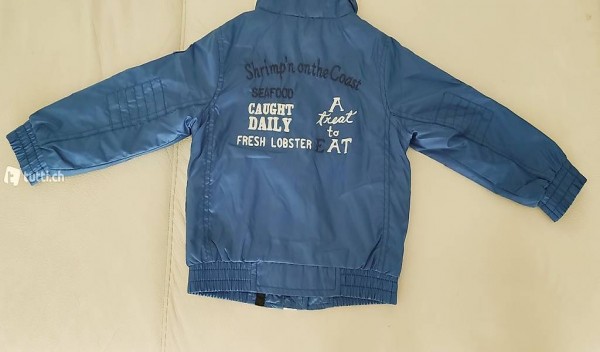 Shrimp'n on the Coast
SEAFOOD
CAUGHT
DAILY
FRESH LOBSTER
A
treat
to
EAT
tutti.ch